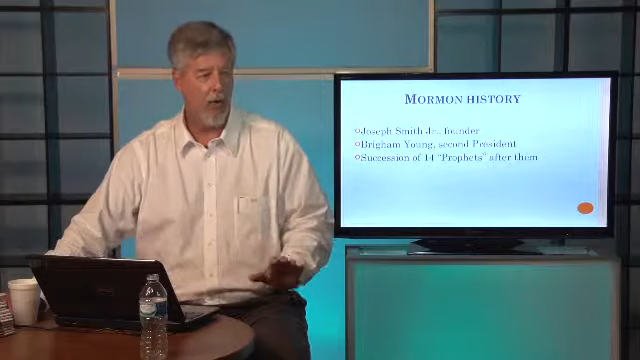 MORMON HISTORY
Joseph Smith Jr., founder
Brigham Young, second President
Succession of 14 "Prophets" after them